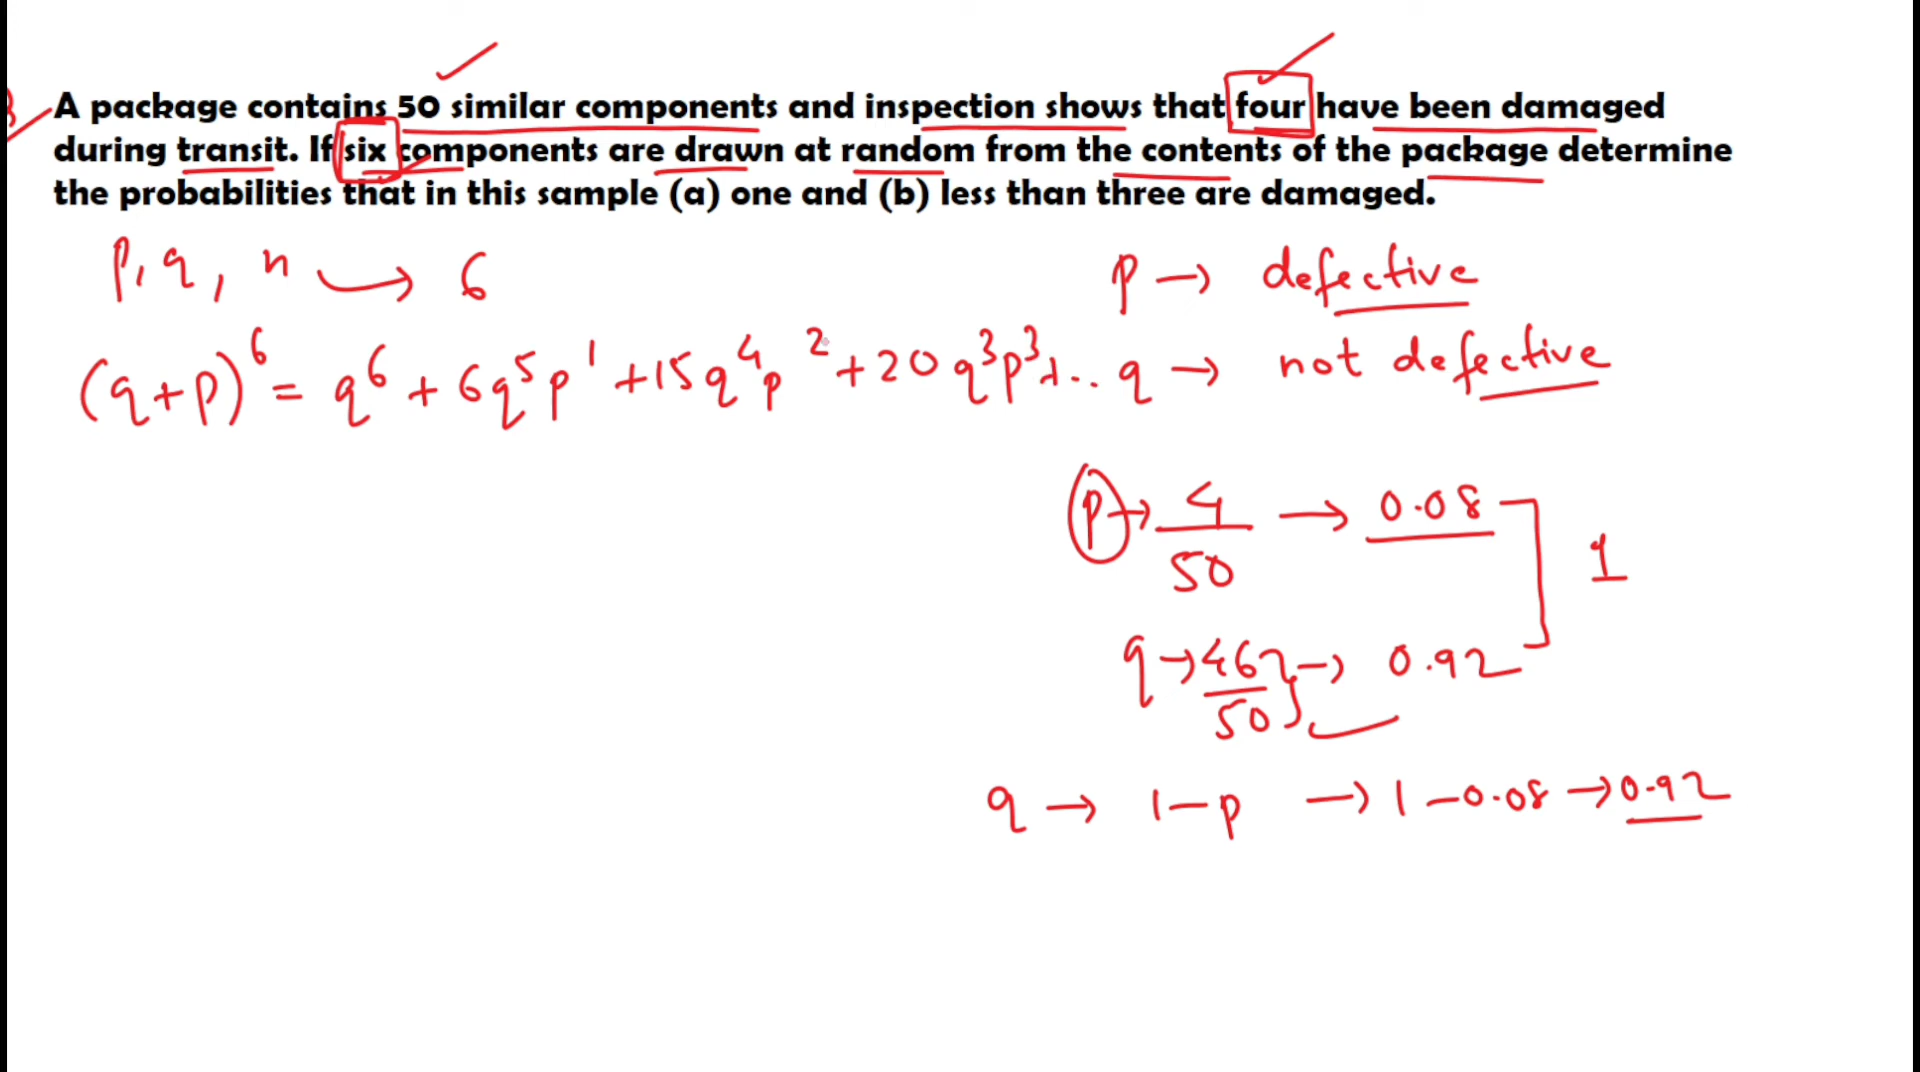 A package contains 50 similar components and inspection shows that four have been damaged
during transit. If six components are drawn at random from the contents of the package determine
the probabilities that in this sample (a) one and (b) less than three are damaged.
p, q, n → 6
p → defective
(q+p)⁶ = q⁶ + 6q⁵p¹ + 15q⁴p² + 20q³p³ + ..
q → not defective
p → 4/50 → 0.08
1
q → 46/50 → 0.92
q → 1-p → 1-0.08 → 0.92